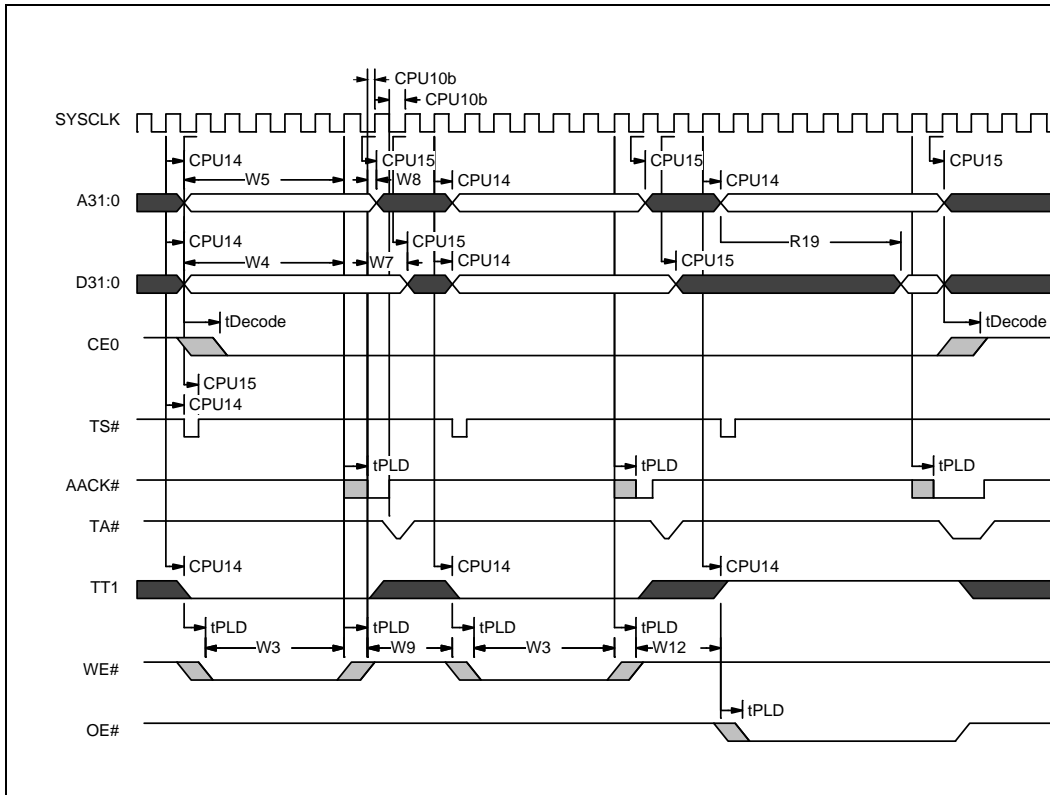 CPU10b
CPU10b
SYSCLK
CPU14
CPU15
CPU15
CPU15
W5
W8
CPU14
CPU14
A31:0
CPU14
CPU15
R19
W4
W7
CPU14
CPU15
D31:0
tDecode
tDecode
CE0
CPU15
CPU14
TS#
tPLD
tPLD
tPLD
AACK#
TA#
CPU14
CPU14
CPU14
TT1
tPLD
tPLD
tPLD
tPLD
W3
W9
W3
W12
WE#
tPLD
OE#